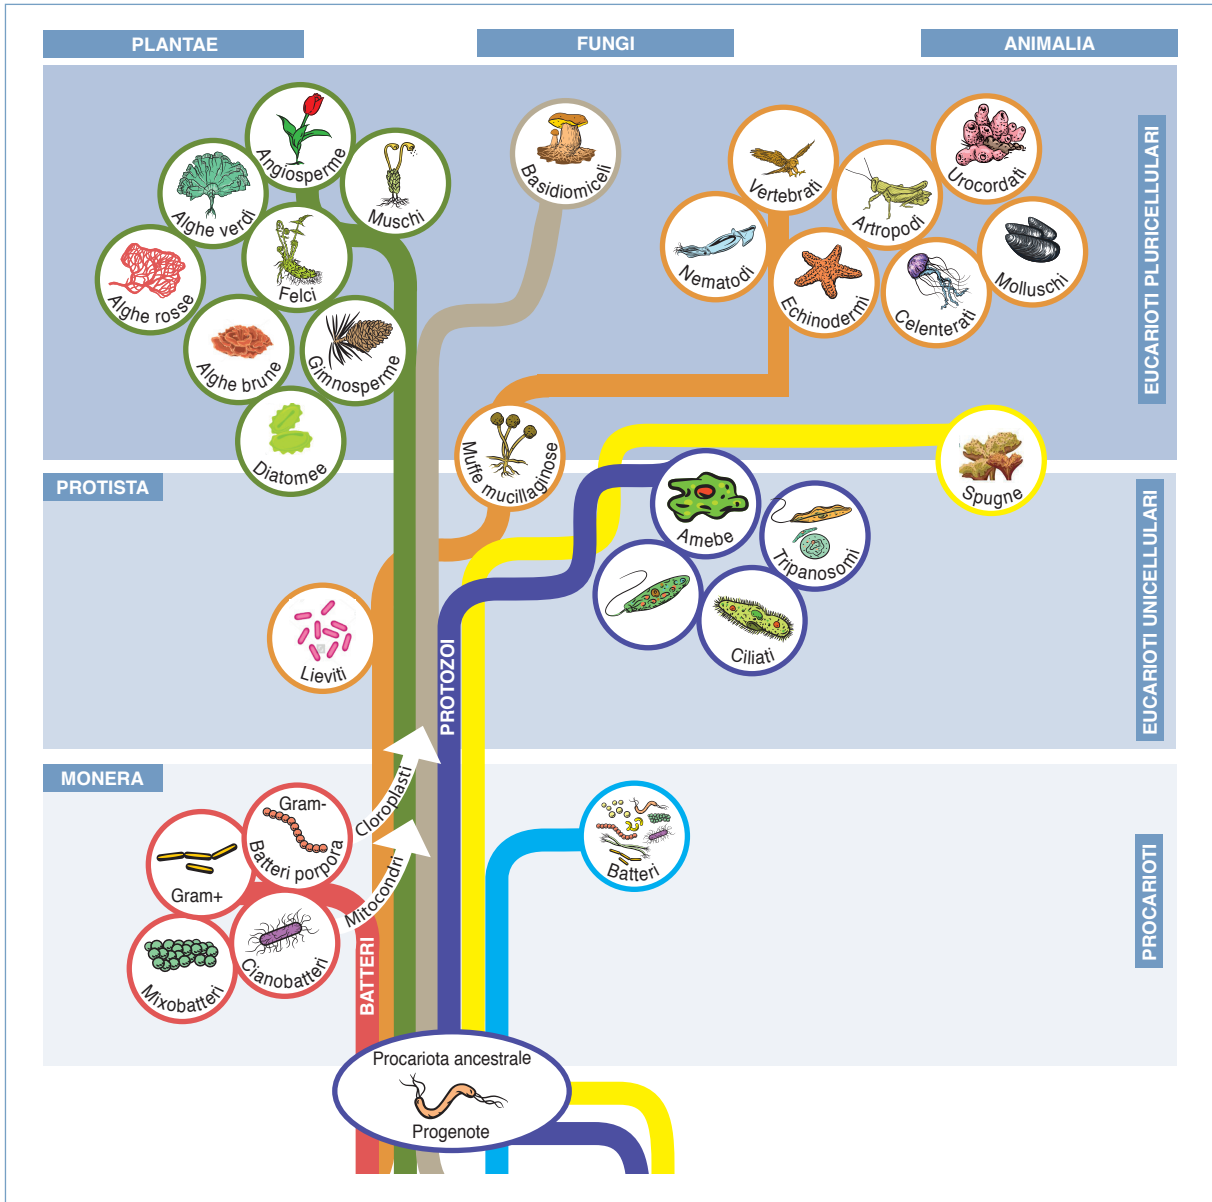 PLANTAE
FUNGI
ANIMALIA
EUCARIOTI PLURICELLULARI
Angiosperme
Alghe verdi
Muschi
Felci
Alghe rosse
Alghe brune
Gimnosperme
Diatomee
Basidiomiceli
Vertebrati
Artropodi
Urocordati
Nematodi
Echinodermi
Celenterati
Molluschi
Muffe mucillaginose
Spugne
PROTISTA
EUCARIOTI UNICELLULARI
Amebe
Tripanosomi
Ciliati
Lieviti
PROTOZOI
MONERA
PROCARIOTI
Gram-
Batteri porpora
Gram+
Cianobatteri
Mixobatteri
Cloroplasti
Mitocondri
BATTERI
Batteri
Procariota ancestrale
Progenote